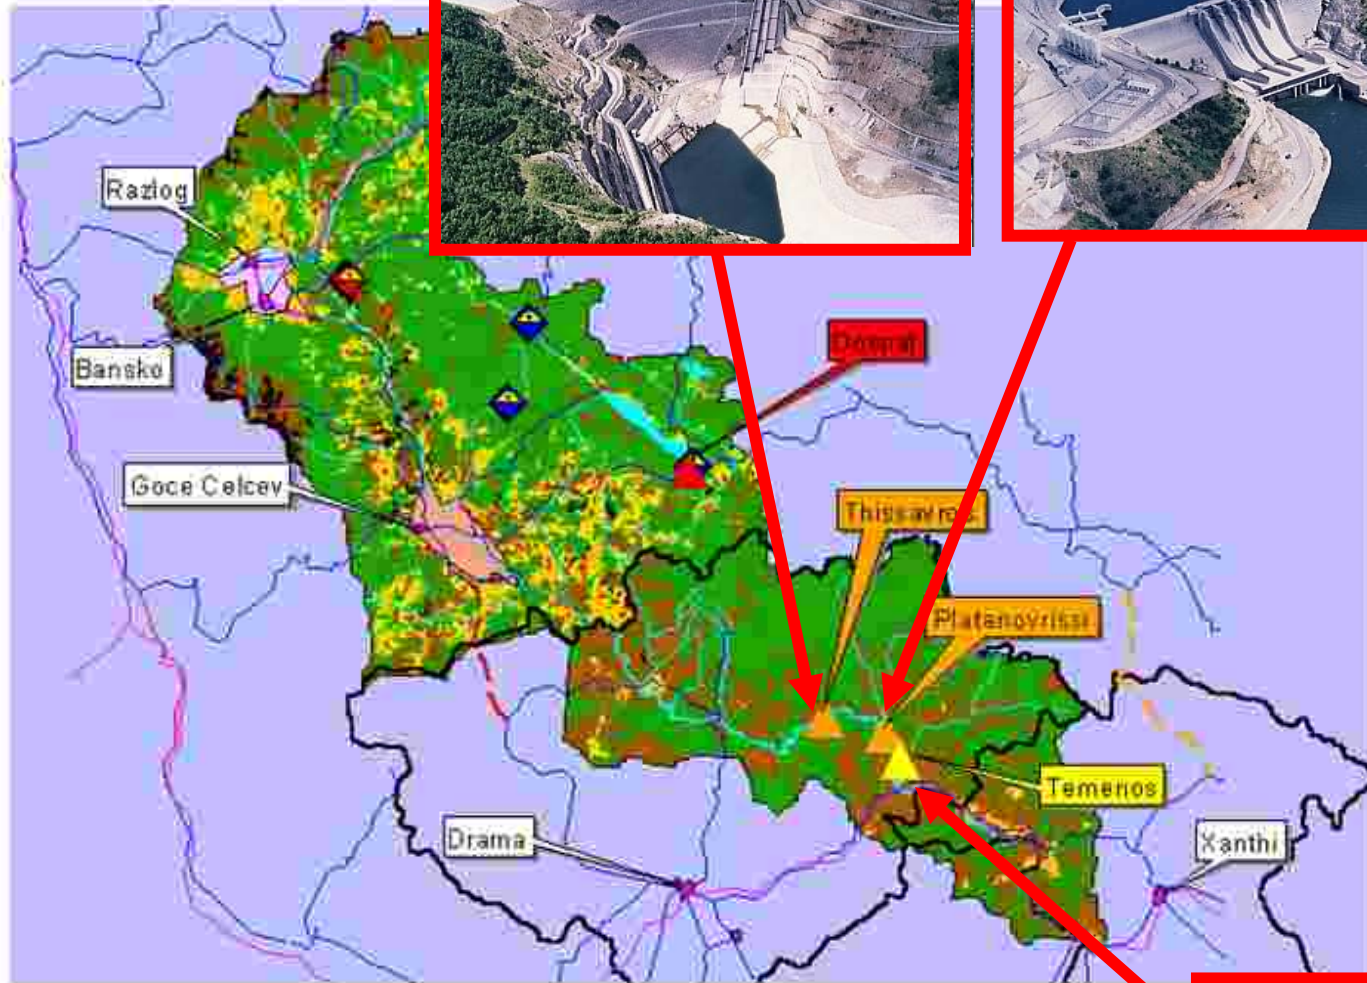 Razlog
Bansko
Goce Celcev
Thissavros
Platanovrissi
Temenos
Drama
Xanthi